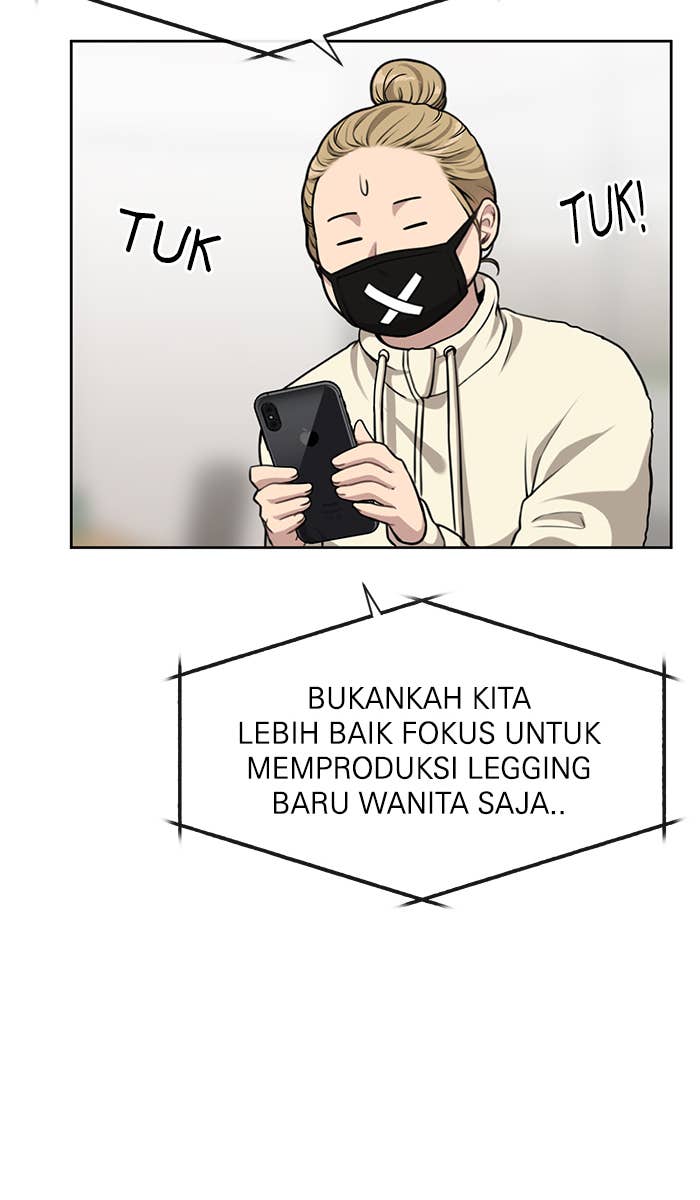 TUK
TUK!
BUKANKAH KITA
LEBIH BAIK FOKUS UNTUK
MEMPRODUKSI LEGGING
BARU WANITA SAJA..